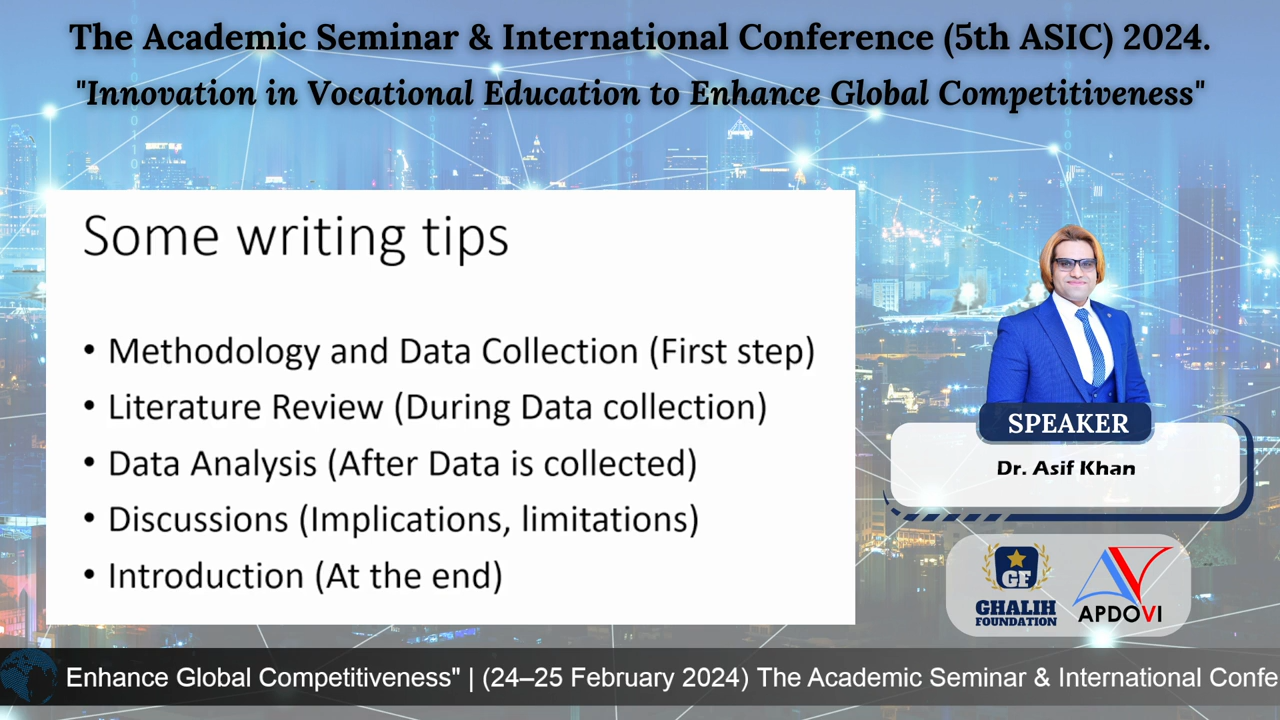 The Academic Seminar & International Conference (5th ASIC) 2024.
"Innovation in Vocational Education to Enhance Global Competitiveness"
Some writing tips
• Methodology and Data Collection (First step)
• Literature Review (During Data collection)
• Data Analysis (After Data is collected)
• Discussions (Implications, limitations)
• Introduction (At the end)
SPEAKER
Dr. Asif Khan
GF
GHALIH
FOUNDATION
APDOVI
Enhance Global Competitiveness" | (24–25 February 2024) The Academic Seminar & International Confe